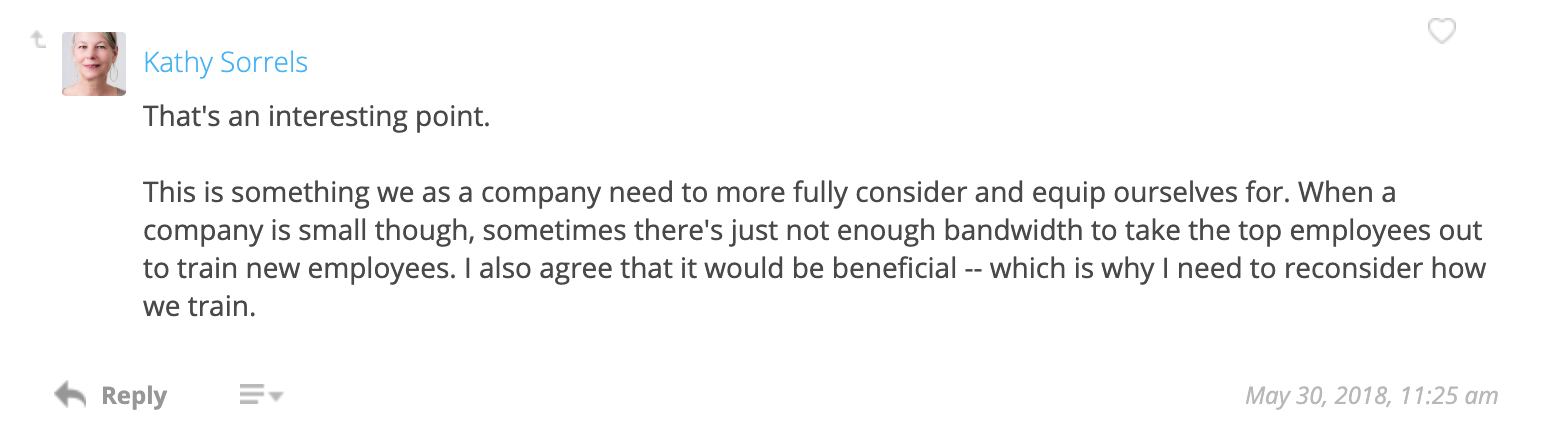 Kathy Sorrels
That's an interesting point.
This is something we as a company need to more fully consider and equip ourselves for. When a
company is small though, sometimes there's just not enough bandwidth to take the top employees out
to train new employees. I also agree that it would be beneficial -- which is why I need to reconsider how
we train.
Reply
May 30, 2018, 11:25 am